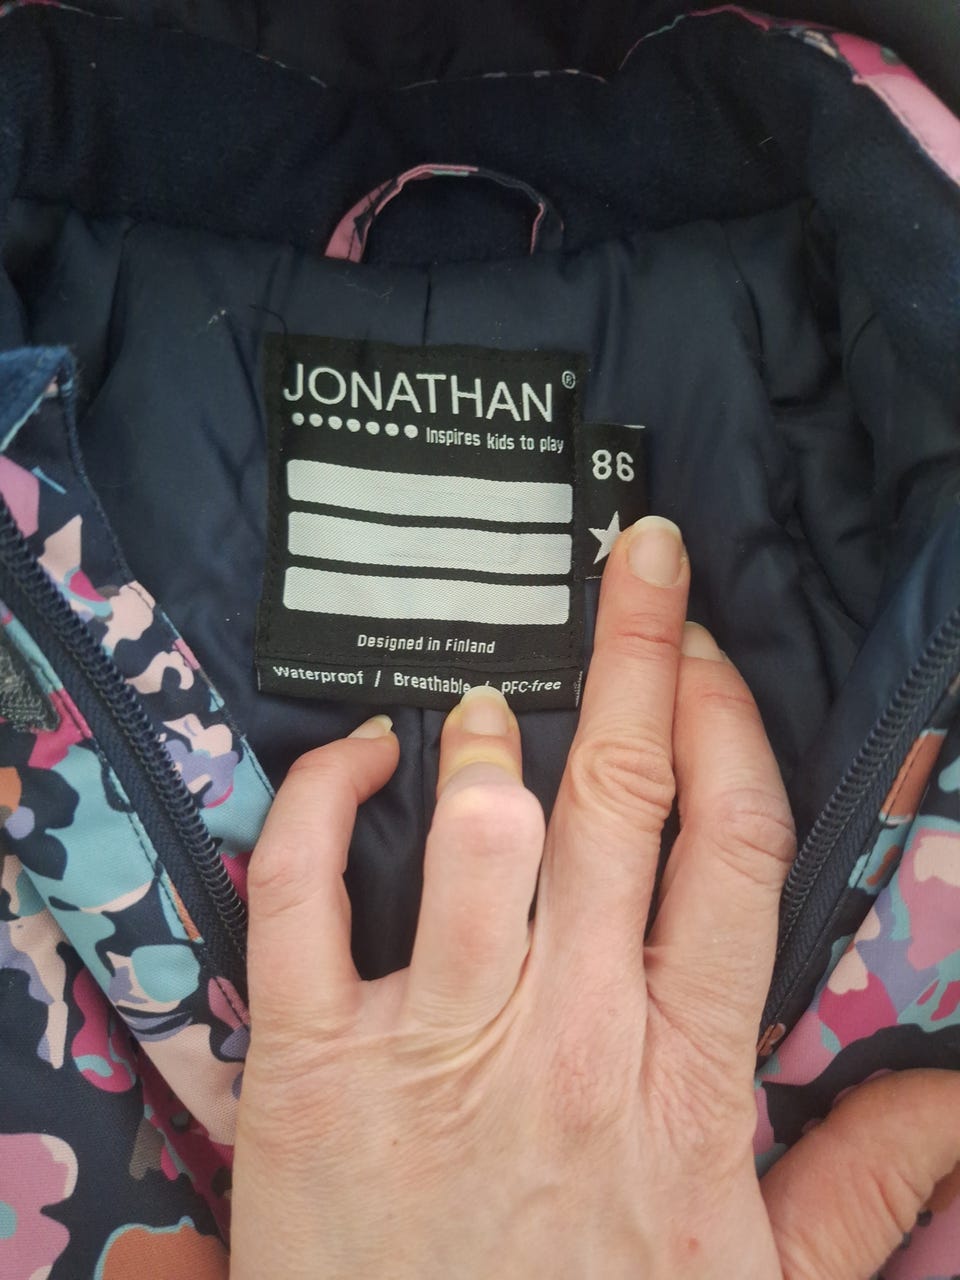 JONATHAN®
Inspires kids to play
86
Designed in Finland
Waterproof / Breathable / PFC-free